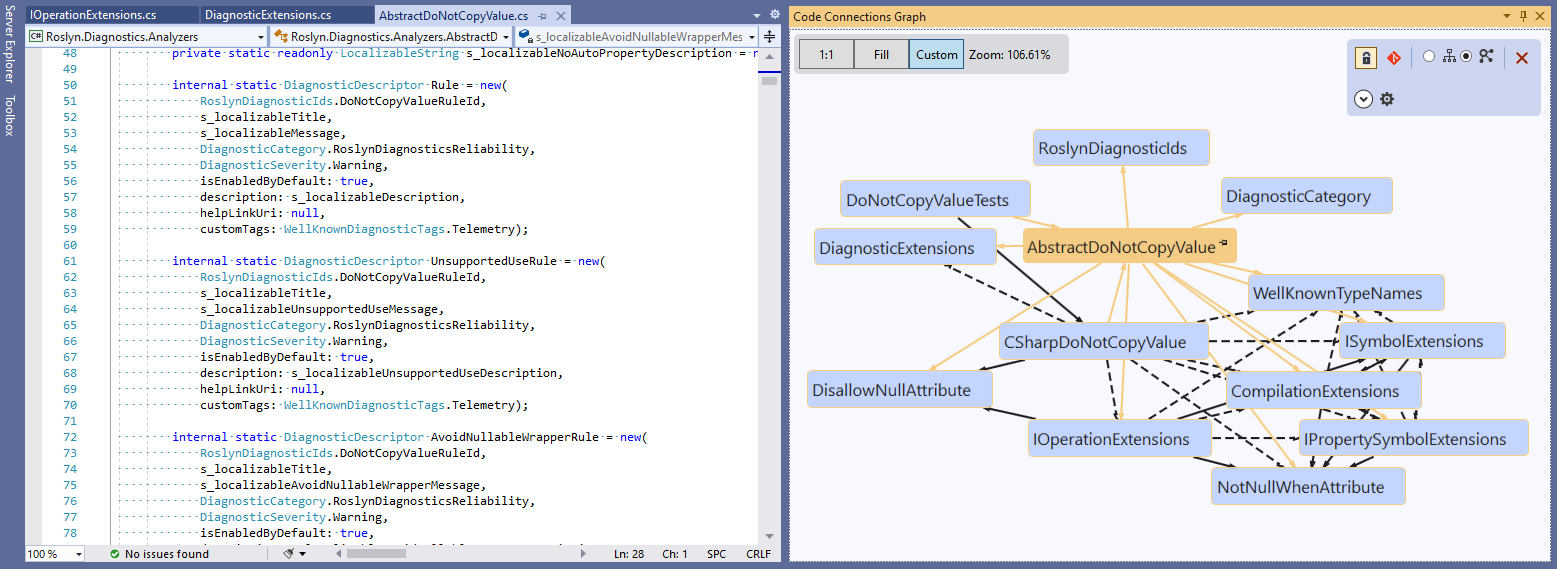 Server Explorer
Toolbox
IOperationExtensions.cs
DiagnosticExtensions.cs
AbstractDoNotCopyValue.cs
C# Roslyn.Diagnostics.Analyzers
Roslyn.Diagnostics.Analyzers.AbstractD
s_localizableAvoidNullableWrapperMes
48 private static readonly LocalizableString s_localizableNoAutoPropertyDescription =
49
50 internal static DiagnosticDescriptor Rule = new(
51 RoslynDiagnosticIds.DoNotCopyValueRuleId,
52 s_localizableTitle,
53 s_localizableMessage,
54 DiagnosticCategory.RoslynDiagnosticsReliability,
55 DiagnosticSeverity.Warning,
56 isEnabledByDefault: true,
57 description: s_localizableDescription,
58 helpLinkUri: null,
59 customTags: WellKnownDiagnosticTags.Telemetry);
60
61 internal static DiagnosticDescriptor UnsupportedUseRule = new(
62 RoslynDiagnosticIds.DoNotCopyValueRuleId,
63 s_localizableTitle,
64 s_localizableUnsupportedUseMessage,
65 DiagnosticCategory.RoslynDiagnosticsReliability,
66 DiagnosticSeverity.Warning,
67 isEnabledByDefault: true,
68 description: s_localizableUnsupportedUseDescription,
69 helpLinkUri: null,
70 customTags: WellKnownDiagnosticTags.Telemetry);
71
72 internal static DiagnosticDescriptor AvoidNullableWrapperRule = new(
73 RoslynDiagnosticIds.DoNotCopyValueRuleId,
74 s_localizableTitle,
75 s_localizableAvoidNullableWrapperMessage,
76 DiagnosticCategory.RoslynDiagnosticsReliability,
77 DiagnosticSeverity.Warning,
78 isEnabledByDefault: true,
100 %
No issues found
Ln: 28 Ch: 1 SPC CRLF
Code Connections Graph
1:1 Fill Custom Zoom: 106.61%
RoslynDiagnosticIds
DoNotCopyValueTests
DiagnosticCategory
DiagnosticExtensions
AbstractDoNotCopyValue
WellKnownTypeNames
CSharpDoNotCopyValue
ISymbolExtensions
DisallowNullAttribute
CompilationExtensions
IOperationExtensions
IPropertySymbolExtensions
NotNullWhenAttribute